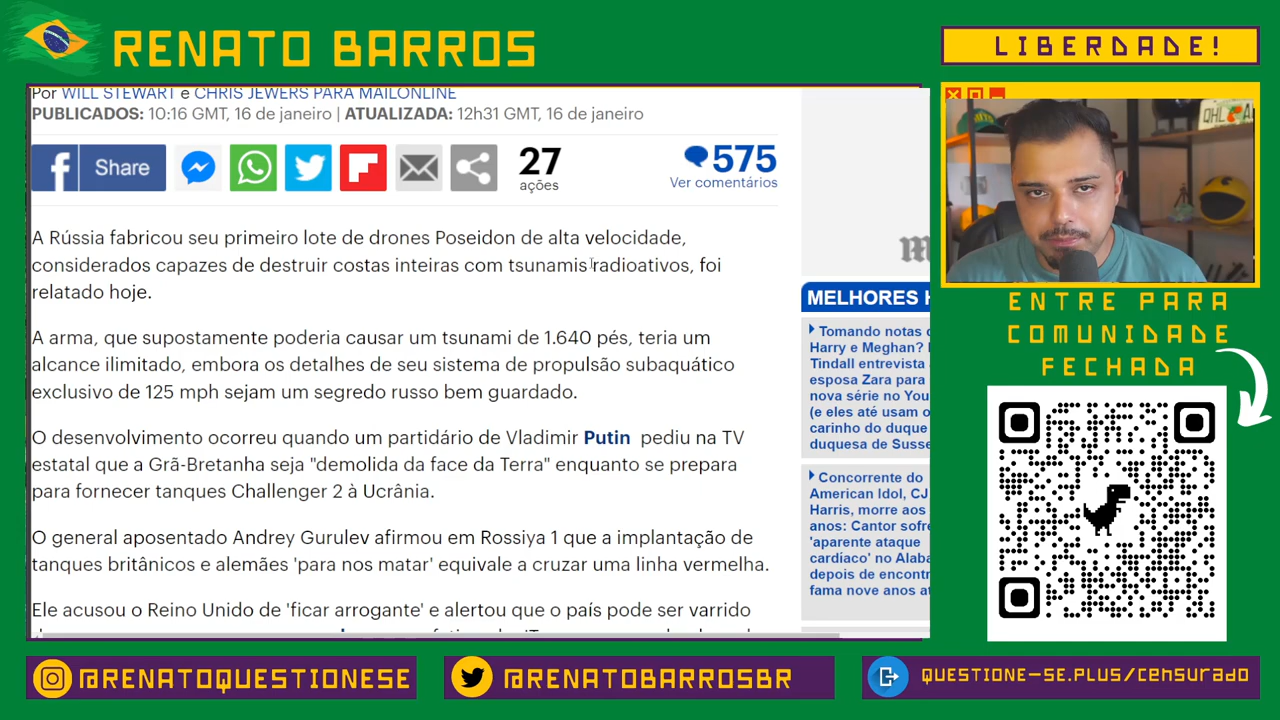 RENATO BARROS
LIBERDADE!
Por WILL STEWART e CHRIS JEWERS PARA MAILONLINE
PUBLICADOS: 10:16 GMT, 16 de janeiro | ATUALIZADA: 12h31 GMT, 16 de janeiro
Share
27
ações
575
Ver comentários
A Rússia fabricou seu primeiro lote de drones Poseidon de alta velocidade,
considerados capazes de destruir costas inteiras com tsunamis radioativos, foi
relatado hoje.
A arma, que supostamente poderia causar um tsunami de 1.640 pés, teria um
alcance ilimitado, embora os detalhes de seu sistema de propulsão subaquático
exclusivo de 125 mph sejam um segredo russo bem guardado.
O desenvolvimento ocorreu quando um partidário de Vladimir Putin pediu na TV
estatal que a Grã-Bretanha seja "demolida da face da Terra" enquanto se prepara
para fornecer tanques Challenger 2 à Ucrânia.
O general aposentado Andrey Gurulev afirmou em Rossiya 1 que a implantação de
tanques britânicos e alemães 'para nos matar' equivale a cruzar uma linha vermelha.
Ele acusou o Reino Unido de 'ficar arrogante' e alertou que o país pode ser varrido
MELHORES
Tomando notas
Harry e Meghan?
Tindall entrevista
esposa Zara para
nova série no
(e eles até usam o
carinho do duque
duquesa de
Concorrente do
American Idol, CJ
Harris, morre aos
anos: Cantor
'aparente ataque
cardíaco' no
depois de
fama nove anos
QHL
ENTRE PARA
COMUNIDADE
FECHADA
@RENATOQUESTIONESE
@RENATOBARROSBR
QUESTIONE-SE.PLUS/CENSURADO